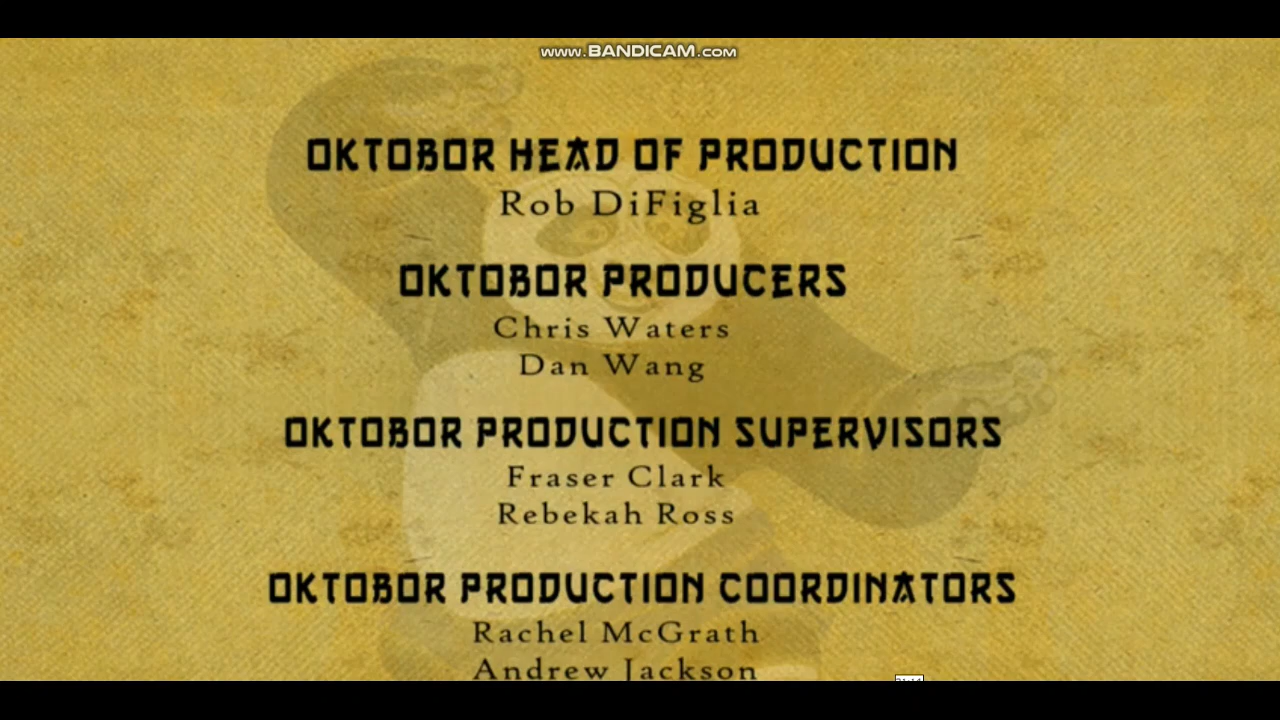 www.BANDICAM.com
OKTOBOR HEAD OF PRODUCTION
Rob DiFiglia
OKTOBOR PRODUCERS
Chris Waters
Dan Wang
OKTOBOR PRODUCTION SUPERVISORS
Fraser Clark
Rebekah Ross
OKTOBOR PRODUCTION COORDINATORS
Rachel McGrath
Andrew Jackson